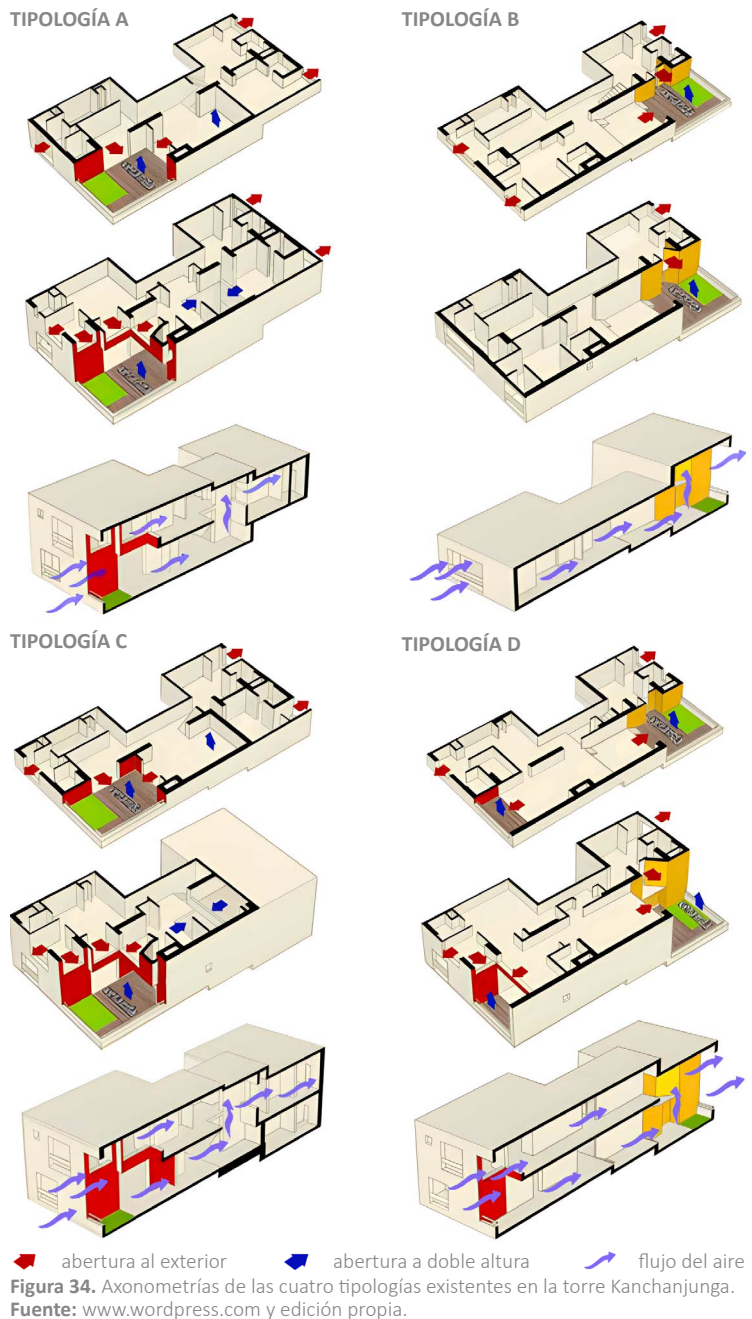 TIPOLOGÍA A
TIPOLOGÍA B
TIPOLOGÍA C
TIPOLOGÍA D
abertura al exterior
abertura a doble altura
flujo del aire
Figura 34. Axonometrías de las cuatro tipologías existentes en la torre Kanchanjunga.
Fuente: www.wordpress.com y edición propia.